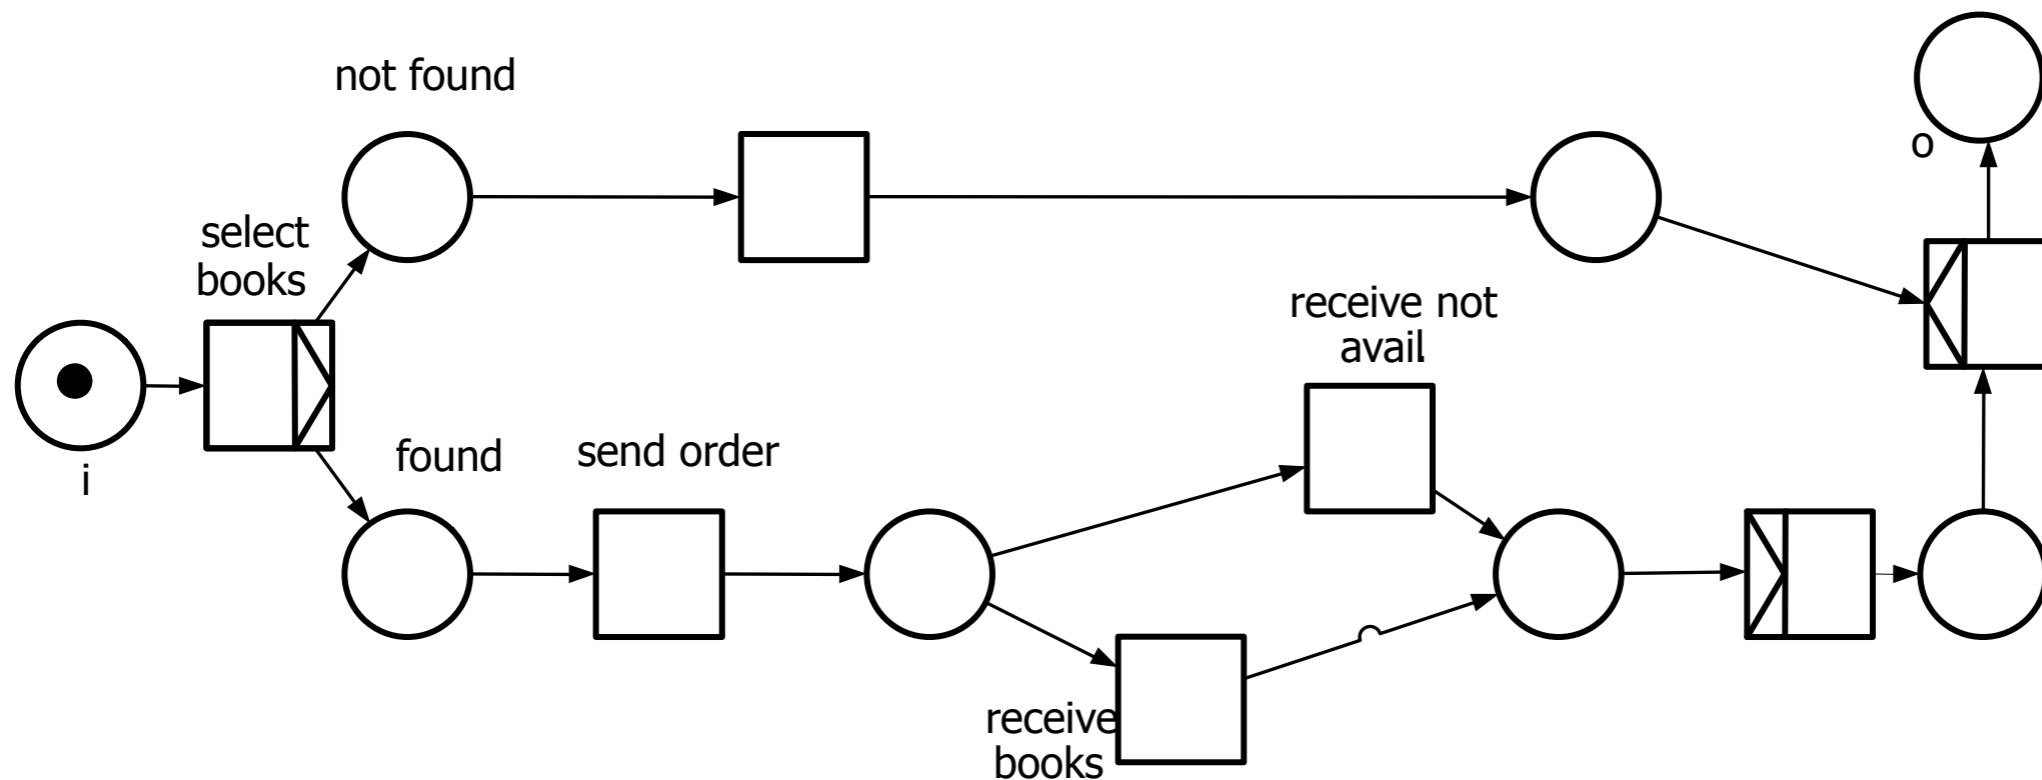 not found
select
books
i
found
send order
receive not
avail
receive
books
o